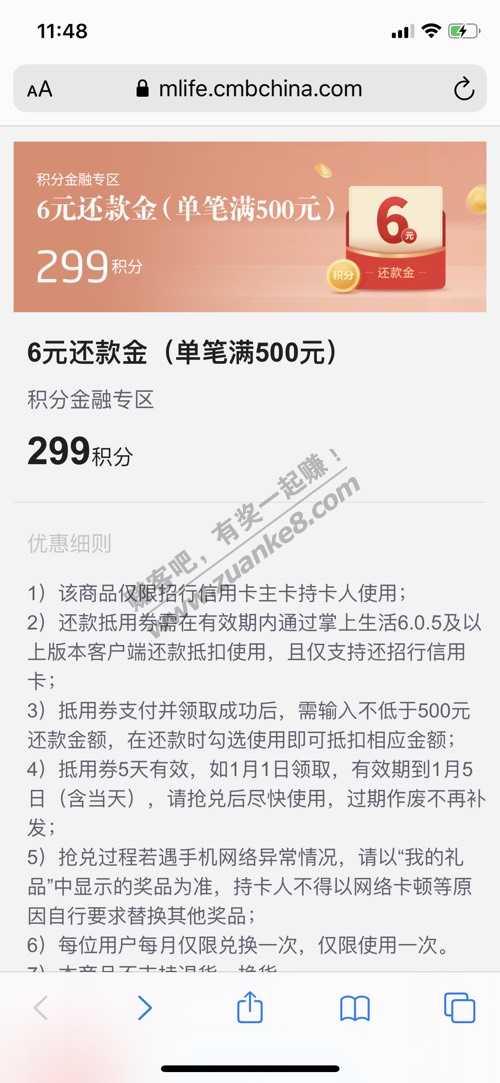 11:48
AA mlife.cmbchina.com
积分金融专区
6元还款金（单笔满500元）
299积分
6元
积分
还款金
6元还款金（单笔满500元）
积分金融专区
299积分
赚客吧，有奖一起赚！
www.zuanke8.com
优惠细则
1）该商品仅限招行信用卡主卡持卡人使用；
2）还款抵用券需在有效期内通过掌上生活6.0.5及以
上版本客户端还款抵扣使用，且仅支持还招行信用
卡；
3）抵用券支付并领取成功后，需输入不低于500元
还款金额，在还款时勾选使用即可抵扣相应金额；
4）抵用券5天有效，如1月1日领取，有效期到1月5
日（含当天），请抢兑后尽快使用，过期作废不再补
发；
5）抢兑过程若遇手机网络异常情况，请以“我的礼
品”中显示的奖品为准，持卡人不得以网络卡顿等原
因自行要求替换其他奖品；
6）每位用户每月仅限兑换一次，仅限使用一次。
7）本商品不支持退货、换货